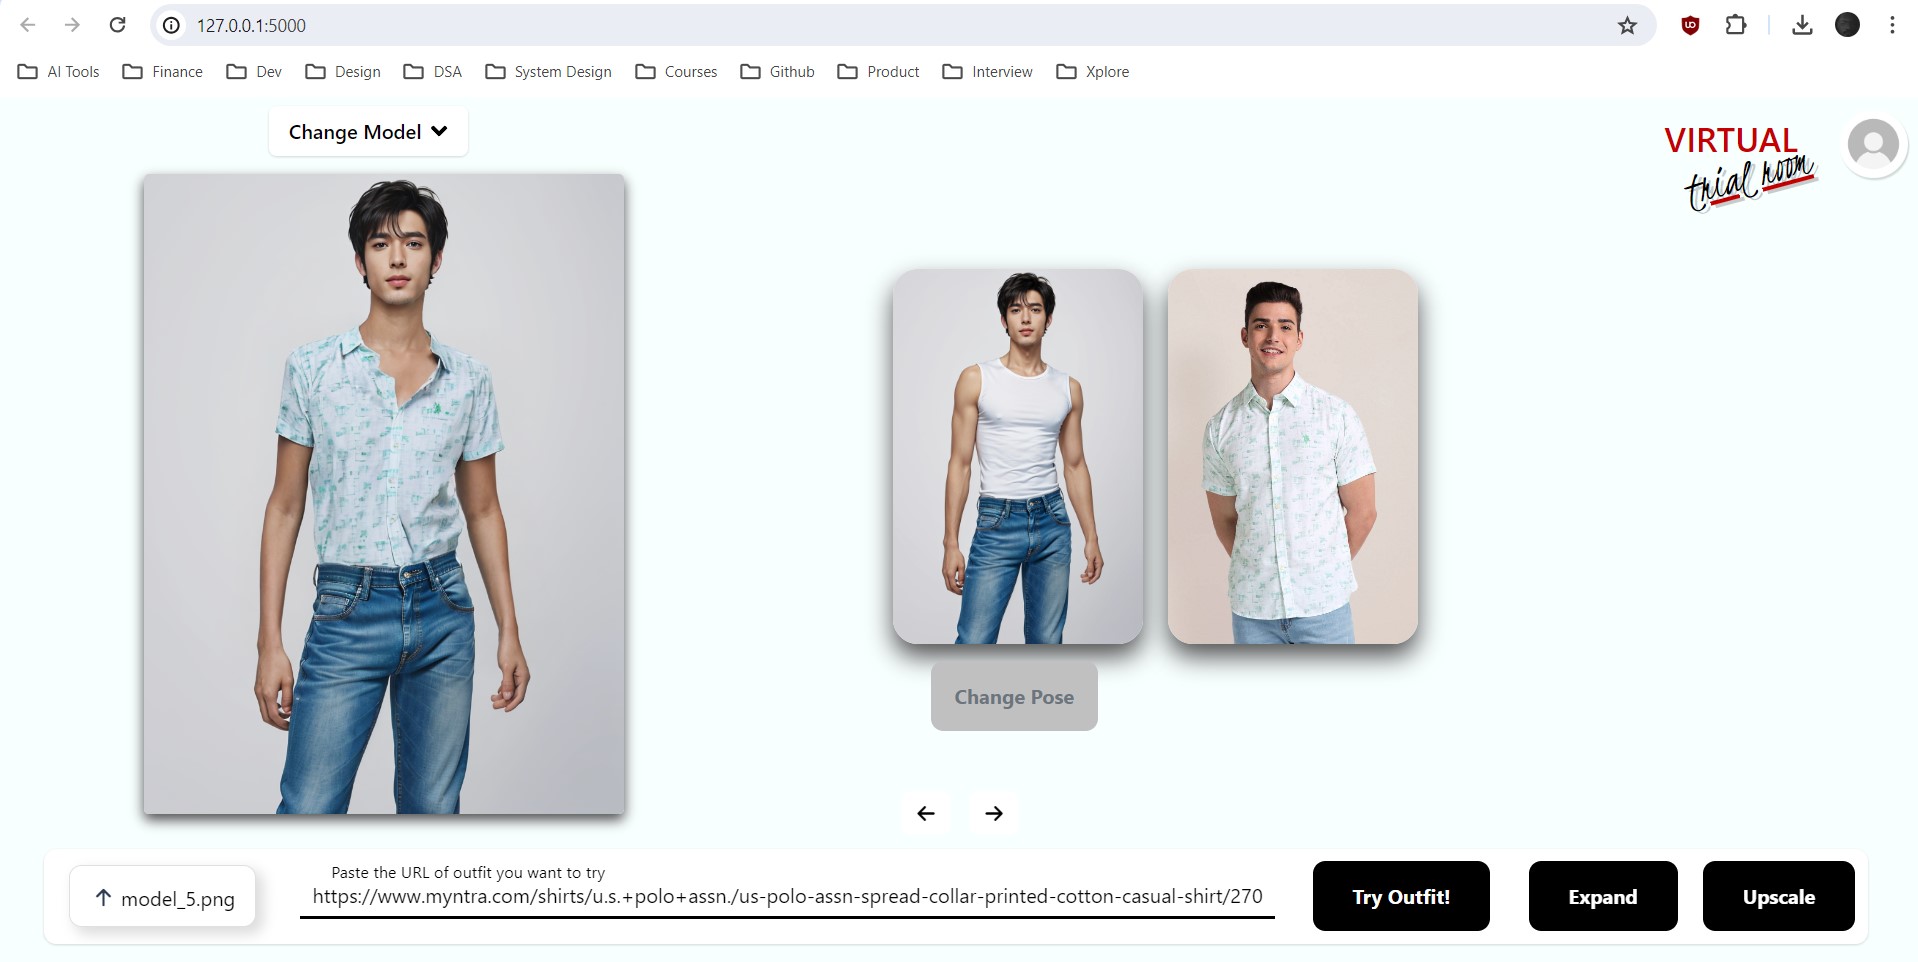 127.0.0.1:5000
AI Tools Finance Dev Design DSA System Design Courses Github Product Interview Xplore
Change Model
VIRTUAL
trial room
Change Pose
model_5.png
Paste the URL of outfit you want to try
https://www.myntra.com/shirts/u.s.+polo+assn./us-polo-assn-spread-collar-printed-cotton-casual-shirt/270
Try Outfit!
Expand
Upscale